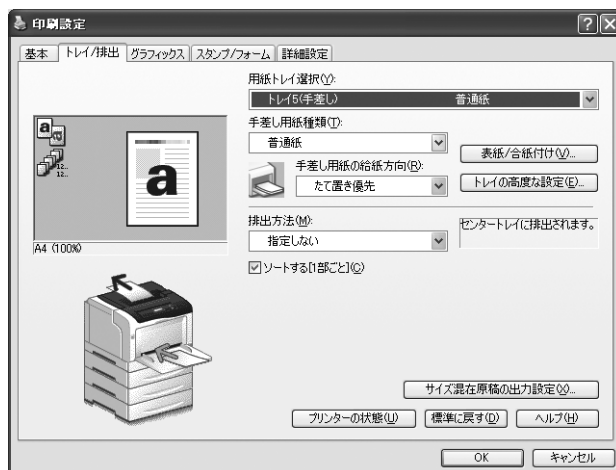 印刷設定
基本 トレイ/排出 グラフィックス スタンプ/フォーム 詳細設定
用紙トレイ選択(Y):
トレイ5(手差し) 普通紙
手差し用紙種類(T):
普通紙
表紙/合紙付け(V)...
手差し用紙の給紙方向(R):
たて置き優先
トレイの高度な設定(E)...
排出方法(M):
指定しない
センタートレイに排出されます。
A4 (100%)
ソートする[1部ごと](C)
サイズ混在原稿の出力設定(X)...
プリンターの状態(U) 標準に戻す(D) ヘルプ(H)
OK キャンセル